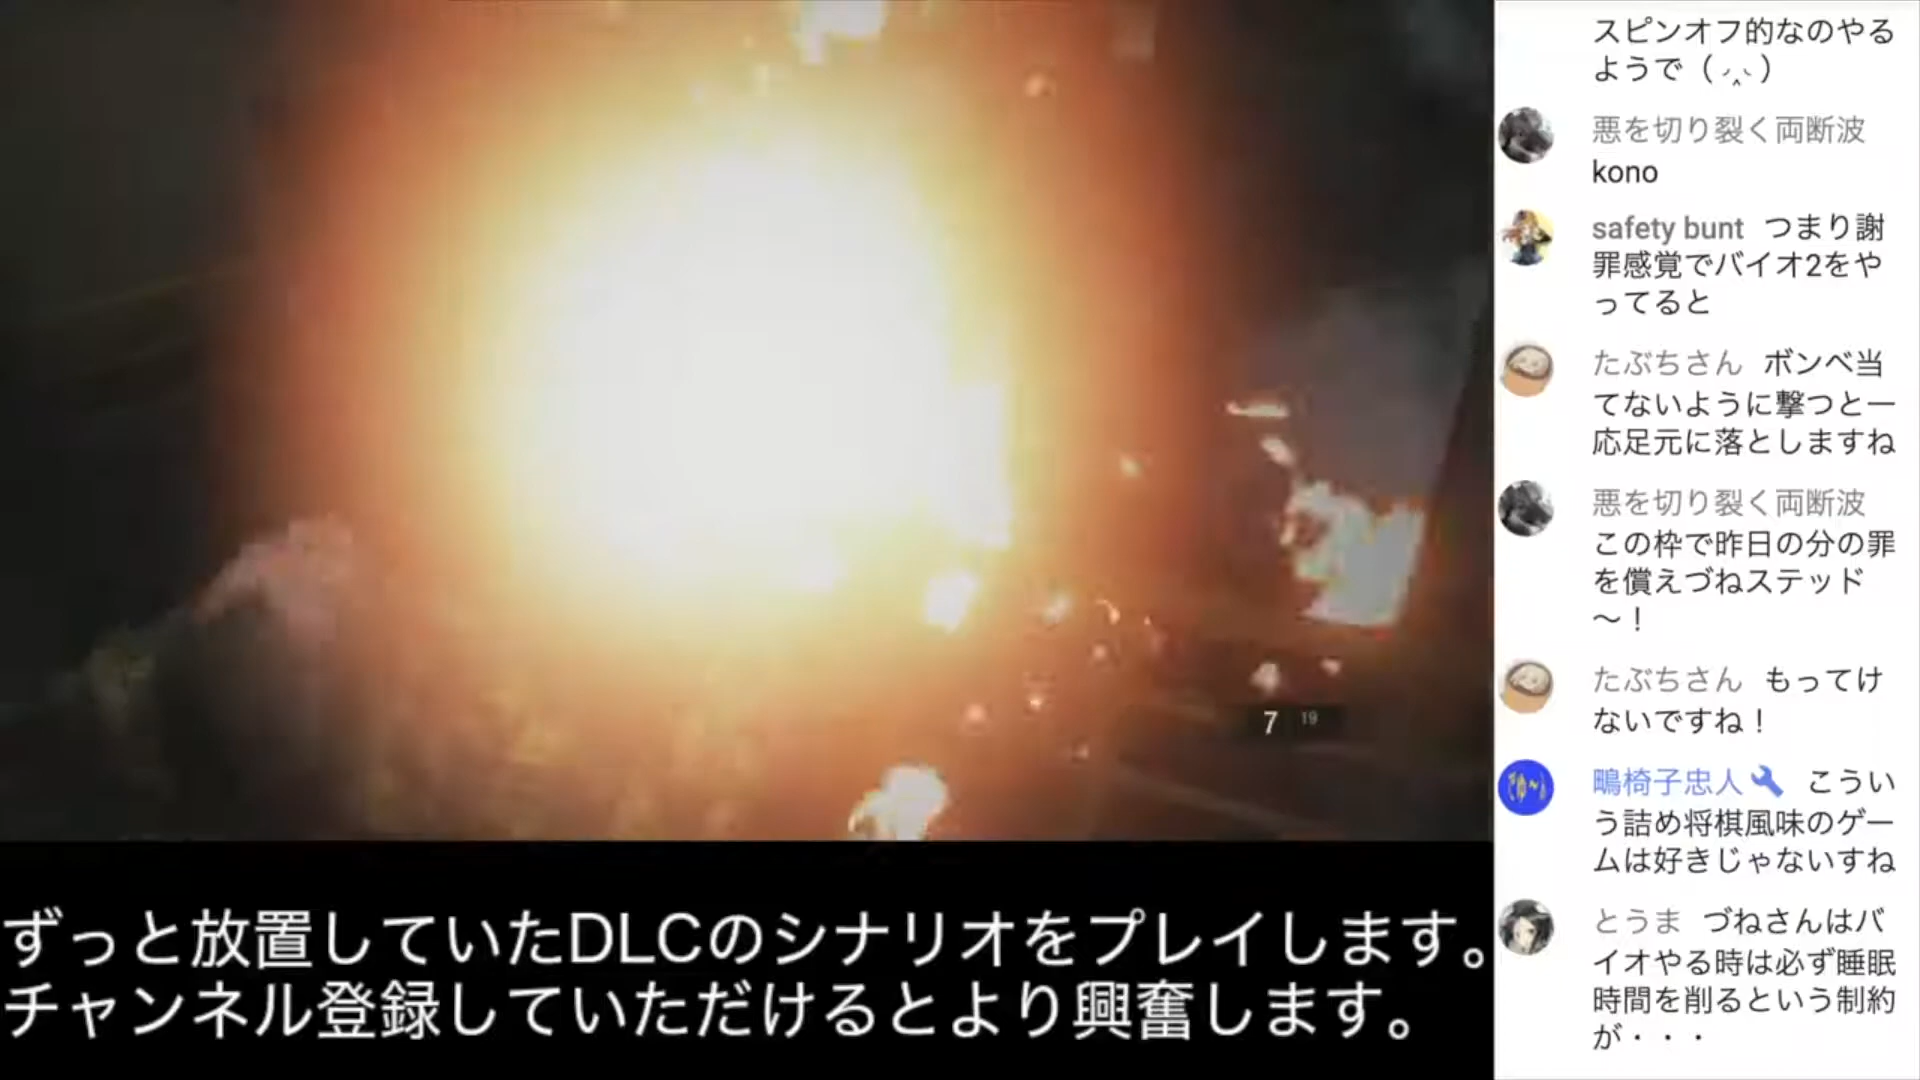 7 19
ずっと放置していたDLCのシナリオをプレイします。
チャンネル登録していただけるとより興奮します。
スピンオフ的なのやる
ようで（ ˰ ）
悪を切り裂く両断波
kono
safety bunt つまり謝
罪感覚でバイオ2をや
ってると
たぶちさん ボンベ当
てないように撃つと一
応足元に落としますね
悪を切り裂く両断波
この枠で昨日の分の罪
を償えづねステッド
～！
たぶちさん もってけ
ないですね！
鴫椅子忠人 こうい
う詰め将棋風味のゲー
ムは好きじゃないすね
とうま づねさんはバ
イオやる時は必ず睡眠
時間を削るという制約
が・・・